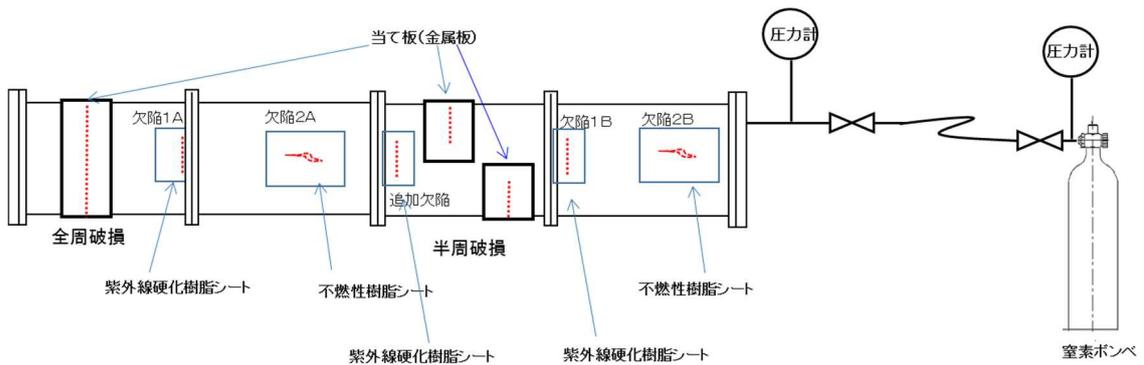 当て板(金属板)
圧力計
圧力計
欠陥1A
欠陥2A
欠陥1B
欠陥2B
追加欠陥
全周破損
半周破損
紫外線硬化樹脂シート
不燃性樹脂シート
不燃性樹脂シート
紫外線硬化樹脂シート
紫外線硬化樹脂シート
窒素ボンベ